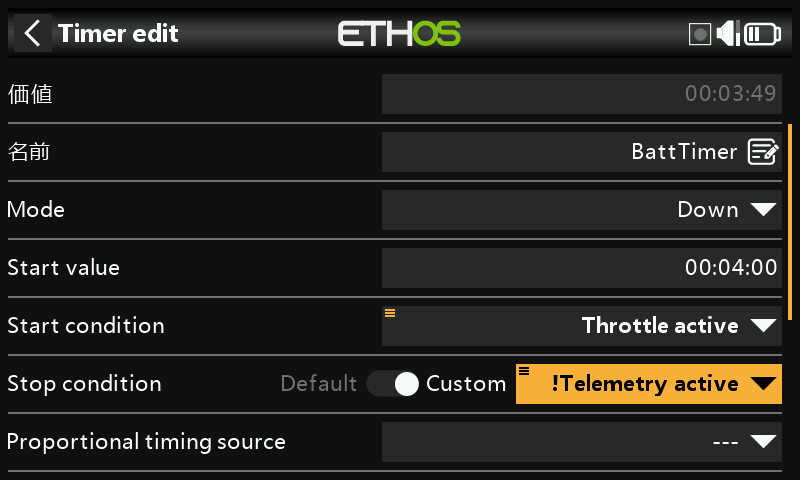 Timer edit
ETHOS
価値 00:03:49
名前 BattTimer
Mode Down
Start value 00:04:00
Start condition Throttle active
Stop condition Default Custom !Telemetry active
Proportional timing source ---